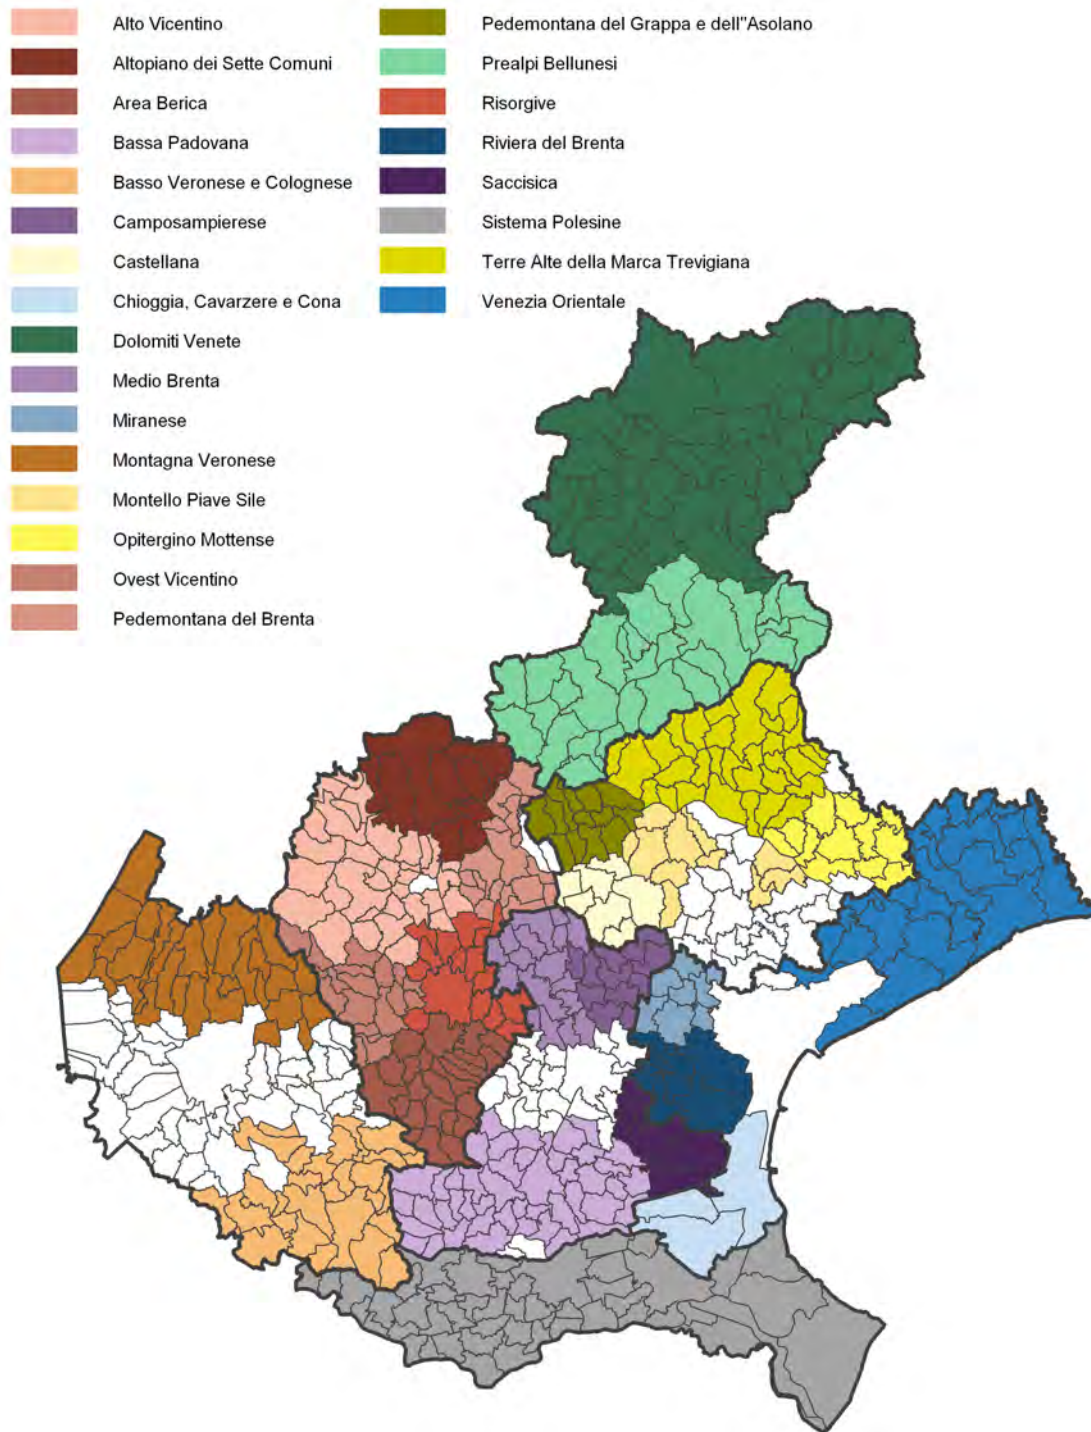 Alto Vicentino
Altopiano dei Sette Comuni
Area Berica
Bassa Padovana
Basso Veronese e Colognese
Camposampierese
Castellana
Chioggia, Cavarzere e Cona
Dolomiti Venete
Medio Brenta
Miranese
Montagna Veronese
Montello Piave Sile
Opitergino Mottense
Ovest Vicentino
Pedemontana del Brenta
Pedemontana del Grappa e dell"Asolano
Prealpi Bellunesi
Risorgive
Riviera del Brenta
Saccisica
Sistema Polesine
Terre Alte della Marca Trevigiana
Venezia Orientale